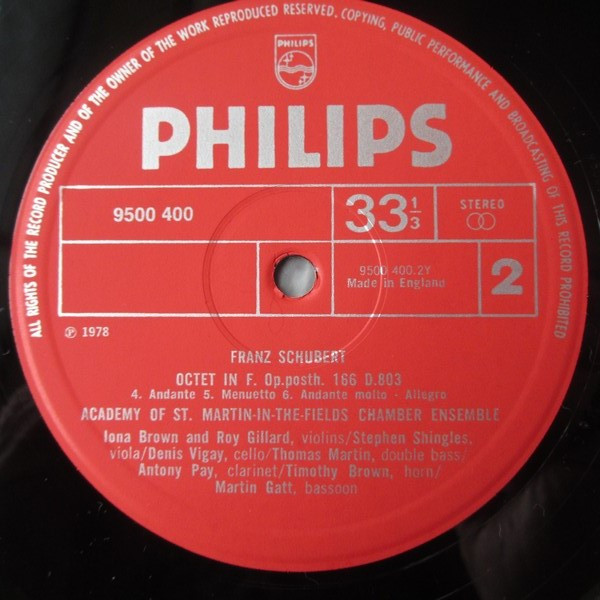 ALL RIGHTS OF THE RECORD PRODUCER AND OF THE OWNER OF THE WORK REPRODUCED RESERVED. COPYING, PUBLIC PERFORMANCE AND BROADCASTING OF THIS RECORD PROHIBITED
PHILIPS
PHILIPS
9500 400
33 1/3
STEREO
9500 400.2Y
Made in England
2
℗ 1978
FRANZ SCHUBERT
OCTET IN F. Op.posth. 166 D.803
4. Andante 5. Menuetto 6. Andante molto - Allegro
ACADEMY OF ST. MARTIN-IN-THE-FIELDS CHAMBER ENSEMBLE
Iona Brown and Roy Gillard, violins/Stephen Shingles,
viola/Denis Vigay, cello/Thomas Martin, double bass/
Antony Pay, clarinet/Timothy Brown, horn/
Martin Gatt, bassoon